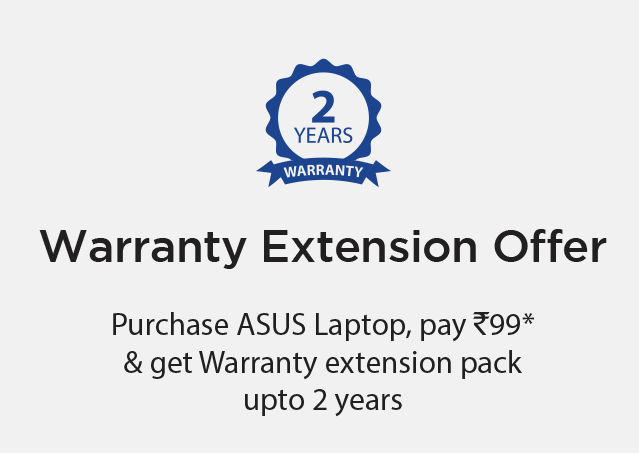 2
YEARS
WARRANTY
Warranty Extension Offer
Purchase ASUS Laptop, pay ₹99*
& get Warranty extension pack
upto 2 years